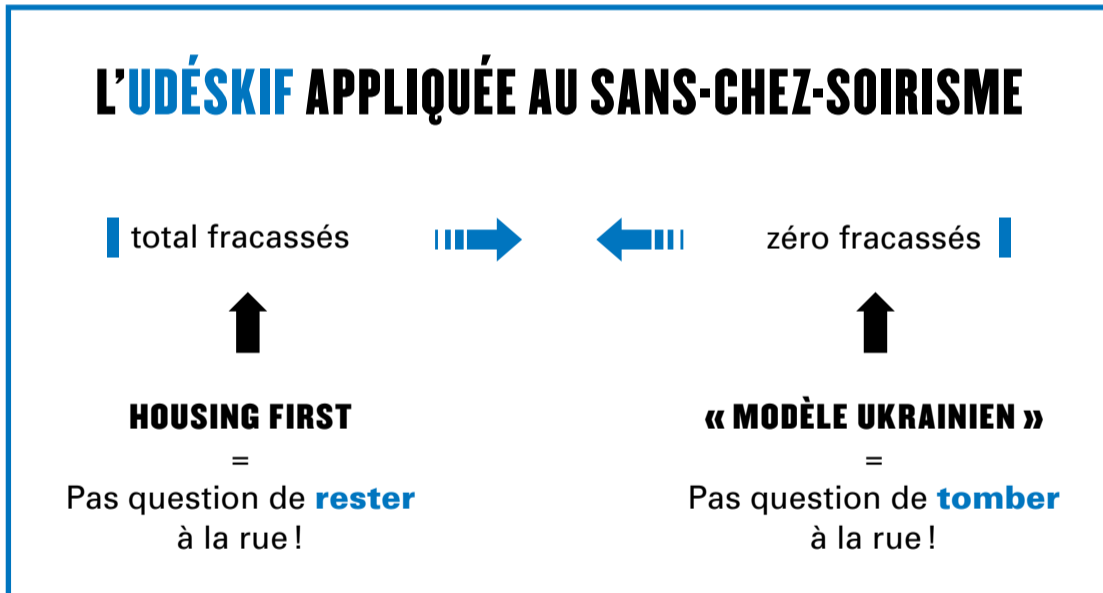 L'UDÉSKIF APPLIQUÉE AU SANS-CHEZ-SOIRISME
total fracassés
zéro fracassés
HOUSING FIRST
=
Pas question de rester
à la rue !
« MODÈLE UKRAINIEN »
=
Pas question de tomber
à la rue !